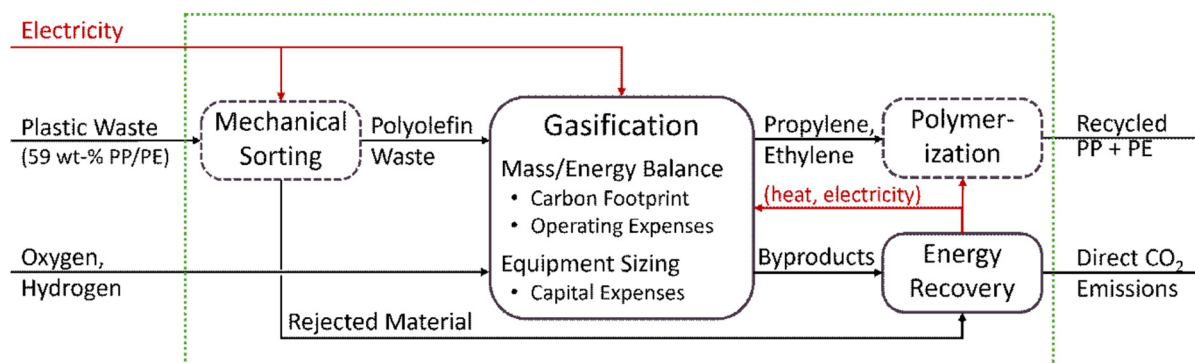 Electricity
Plastic Waste
(59 wt-% PP/PE)
Mechanical
Sorting
Polyolefin
Waste
Gasification
Mass/Energy Balance
• Carbon Footprint
• Operating Expenses
Equipment Sizing
• Capital Expenses
Propylene,
Ethylene
Polymer-
ization
Recycled
PP + PE
(heat, electricity)
Oxygen,
Hydrogen
Byproducts
Energy
Recovery
Direct CO₂
Emissions
Rejected Material